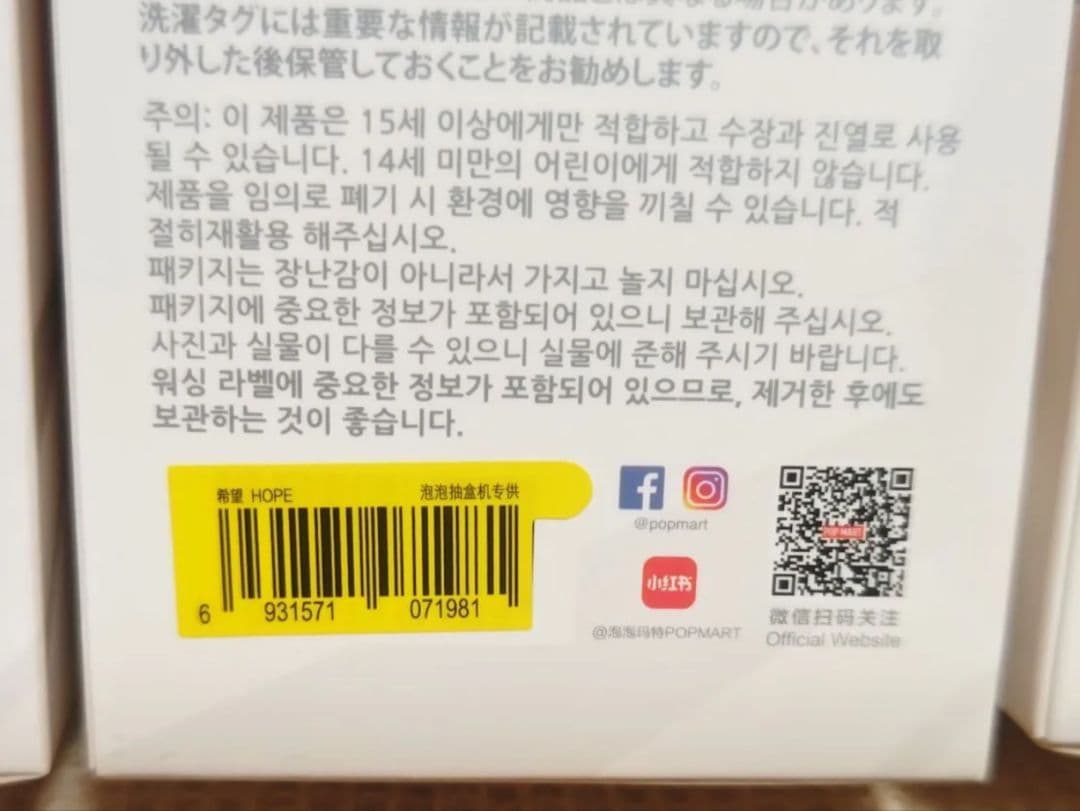 洗濯タグには重要な情報が記載されていますので、それを取
り外した後保管しておくことをお勧めします。
주의: 이 제품은 15세 이상에게만 적합하고 수장과 진열로 사용
될 수 있습니다. 14세 미만의 어린이에게 적합하지 않습니다.
제품을 임의로 폐기 시 환경에 영향을 끼칠 수 있습니다. 적
절히재활용 해주십시오.
패키지는 장난감이 아니라서 가지고 놀지 마십시오.
패키지에 중요한 정보가 포함되어 있으니 보관해 주십시오.
사진과 실물이 다를 수 있으니 실물에 준해 주시기 바랍니다.
워싱 라벨에 중요한 정보가 포함되어 있으므로, 제거한 후에도
보관하는 것이 좋습니다.
希望 HOPE 泡泡抽盒机专供
6 931571 071981
@popmart
小红书
@泡泡玛特POPMART
POP MART
微信扫码关注
Official Website